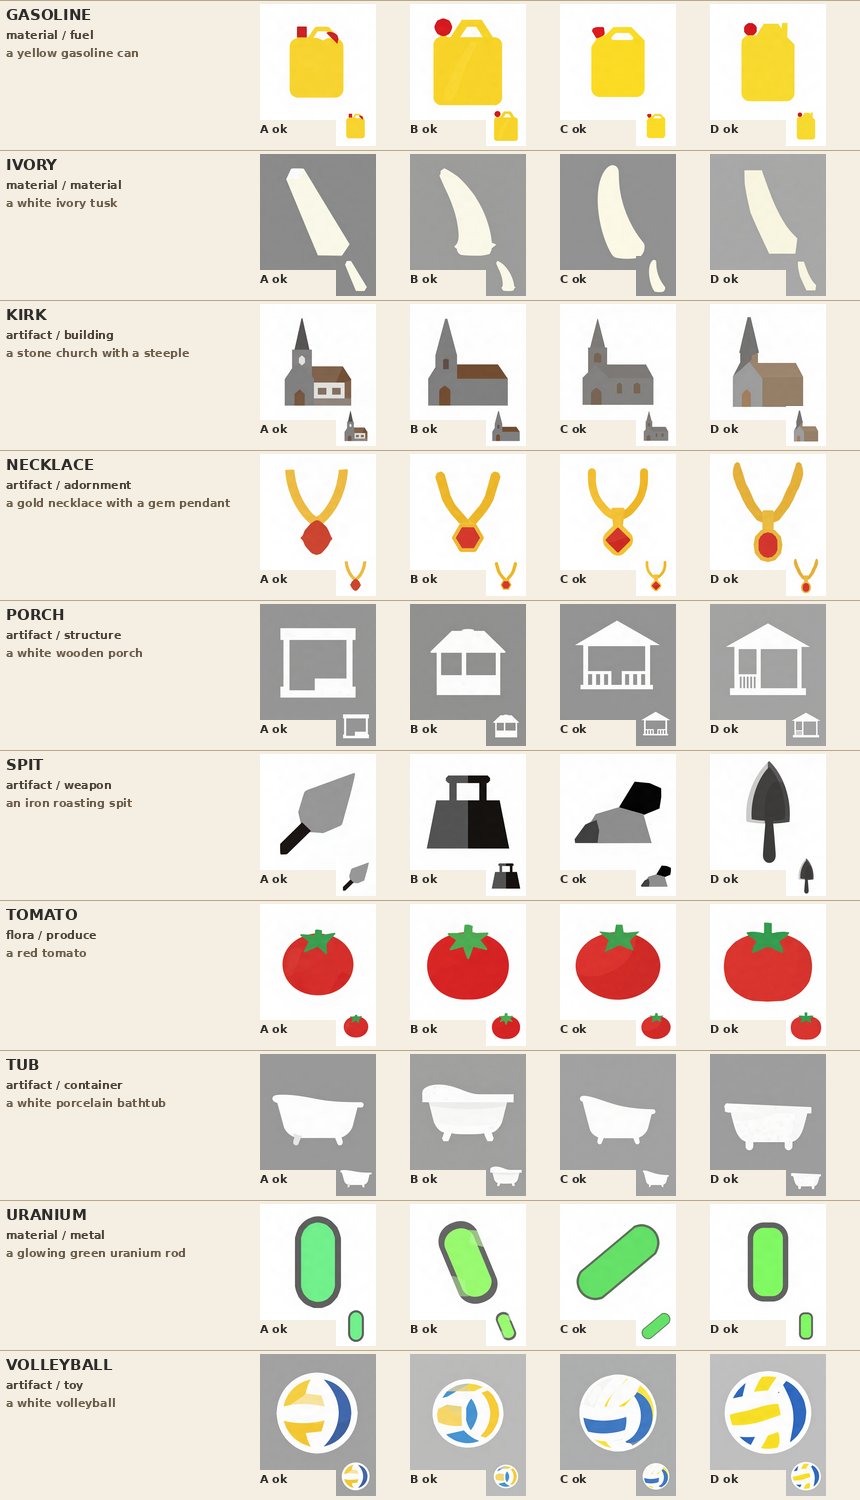 GASOLINE
material / fuel
a yellow gasoline can
A ok B ok C ok D ok
IVORY
material / material
a white ivory tusk
A ok B ok C ok D ok
KIRK
artifact / building
a stone church with a steeple
A ok B ok C ok D ok
NECKLACE
artifact / adornment
a gold necklace with a gem pendant
A ok B ok C ok D ok
PORCH
artifact / structure
a white wooden porch
A ok B ok C ok D ok
SPIT
artifact / weapon
an iron roasting spit
A ok B ok C ok D ok
TOMATO
flora / produce
a red tomato
A ok B ok C ok D ok
TUB
artifact / container
a white porcelain bathtub
A ok B ok C ok D ok
URANIUM
material / metal
a glowing green uranium rod
A ok B ok C ok D ok
VOLLEYBALL
artifact / toy
a white volleyball
A ok B ok C ok D ok